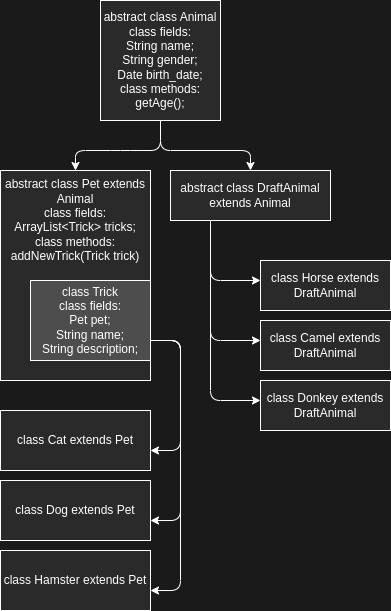 abstract class Animal
class fields:
String name;
String gender;
Date birth_date;
class methods:
getAge();
abstract class Pet extends
Animal
class fields:
ArrayList<Trick> tricks;
class methods:
addNewTrick(Trick trick)
class Trick
class fields:
Pet pet;
String name;
String description;
abstract class DraftAnimal
extends Animal
class Horse extends
DraftAnimal
class Camel extends
DraftAnimal
class Donkey extends
DraftAnimal
class Cat extends Pet
class Dog extends Pet
class Hamster extends Pet